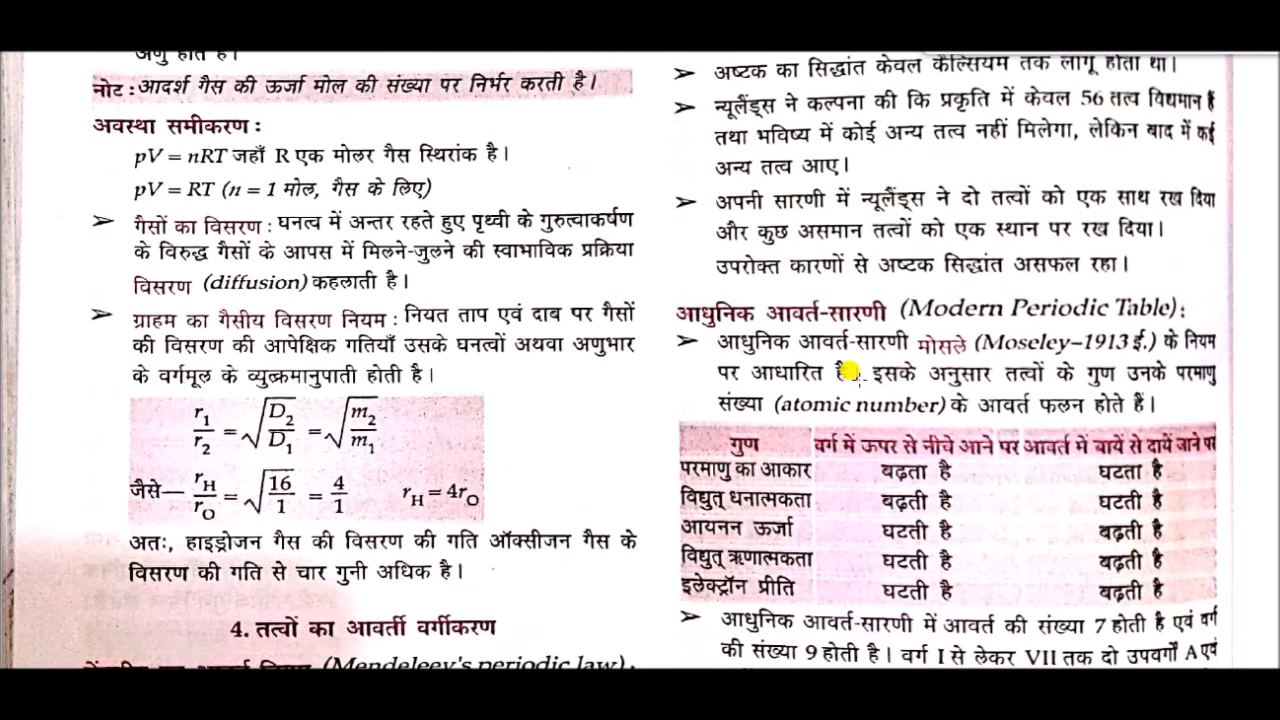 अणु होते हैं।
नोट : आदर्श गैस की ऊर्जा मोल की संख्या पर निर्भर करती है।
अवस्था समीकरण :
pV = nRT जहाँ R एक मोलर गैस स्थिरांक है।
pV = RT (n = 1 मोल, गैस के लिए)
➢ गैसों का विसरण : घनत्व में अन्तर रहते हुए पृथ्वी के गुरुत्वाकर्षण
के विरुद्ध गैसों के आपस में मिलने-जुलने की स्वाभाविक प्रक्रिया
विसरण (diffusion) कहलाती है।
➢ ग्राहम का गैसीय विसरण नियम : नियत ताप एवं दाब पर गैसों
की विसरण की आपेक्षिक गतियाँ उसके घनत्वों अथवा अणुभार
के वर्गमूल के व्युत्क्रमानुपाती होती है।
r₁/r₂ = √(D₂/D₁) = √(m₂/m₁)
जैसे— r_H/r_O = √(16/1) = 4/1 r_H = 4r_O
अतः, हाइड्रोजन गैस की विसरण की गति ऑक्सीजन गैस के
विसरण की गति से चार गुनी अधिक है।
4. तत्वों का आवर्ती वर्गीकरण
(Mendeleev's periodic law) :
➢ अष्टक का सिद्धांत केवल कैल्सियम तक लागू होता था।
➢ न्यूलैंड्स ने कल्पना की कि प्रकृति में केवल 56 तत्व विद्यमान हैं
तथा भविष्य में कोई अन्य तत्व नहीं मिलेगा, लेकिन बाद में कई
अन्य तत्व आए।
➢ अपनी सारणी में न्यूलैंड्स ने दो तत्वों को एक साथ रख दिया
और कुछ असमान तत्वों को एक स्थान पर रख दिया।
उपरोक्त कारणों से अष्टक सिद्धांत असफल रहा।
आधुनिक आवर्त-सारणी (Modern Periodic Table) :
➢ आधुनिक आवर्त-सारणी मोसले (Moseley–1913 ई.) के नियम
पर आधारित है। इसके अनुसार तत्वों के गुण उनके परमाणु
संख्या (atomic number) के आवर्त फलन होते हैं।
गुण वर्ग में ऊपर से नीचे आने पर आवर्त में बायें से दायें जाने पर
परमाणु का आकार बढ़ता है घटता है
विद्युत् धनात्मकता बढ़ती है घटती है
आयनन ऊर्जा घटती है बढ़ती है
विद्युत् ऋणात्मकता घटती है बढ़ती है
इलेक्ट्रॉन प्रीति घटती है बढ़ती है
➢ आधुनिक आवर्त-सारणी में आवर्त की संख्या 7 होती है एवं वर्ग
की संख्या 9 होती है। वर्ग I से लेकर VII तक दो उपवर्गों A एवं